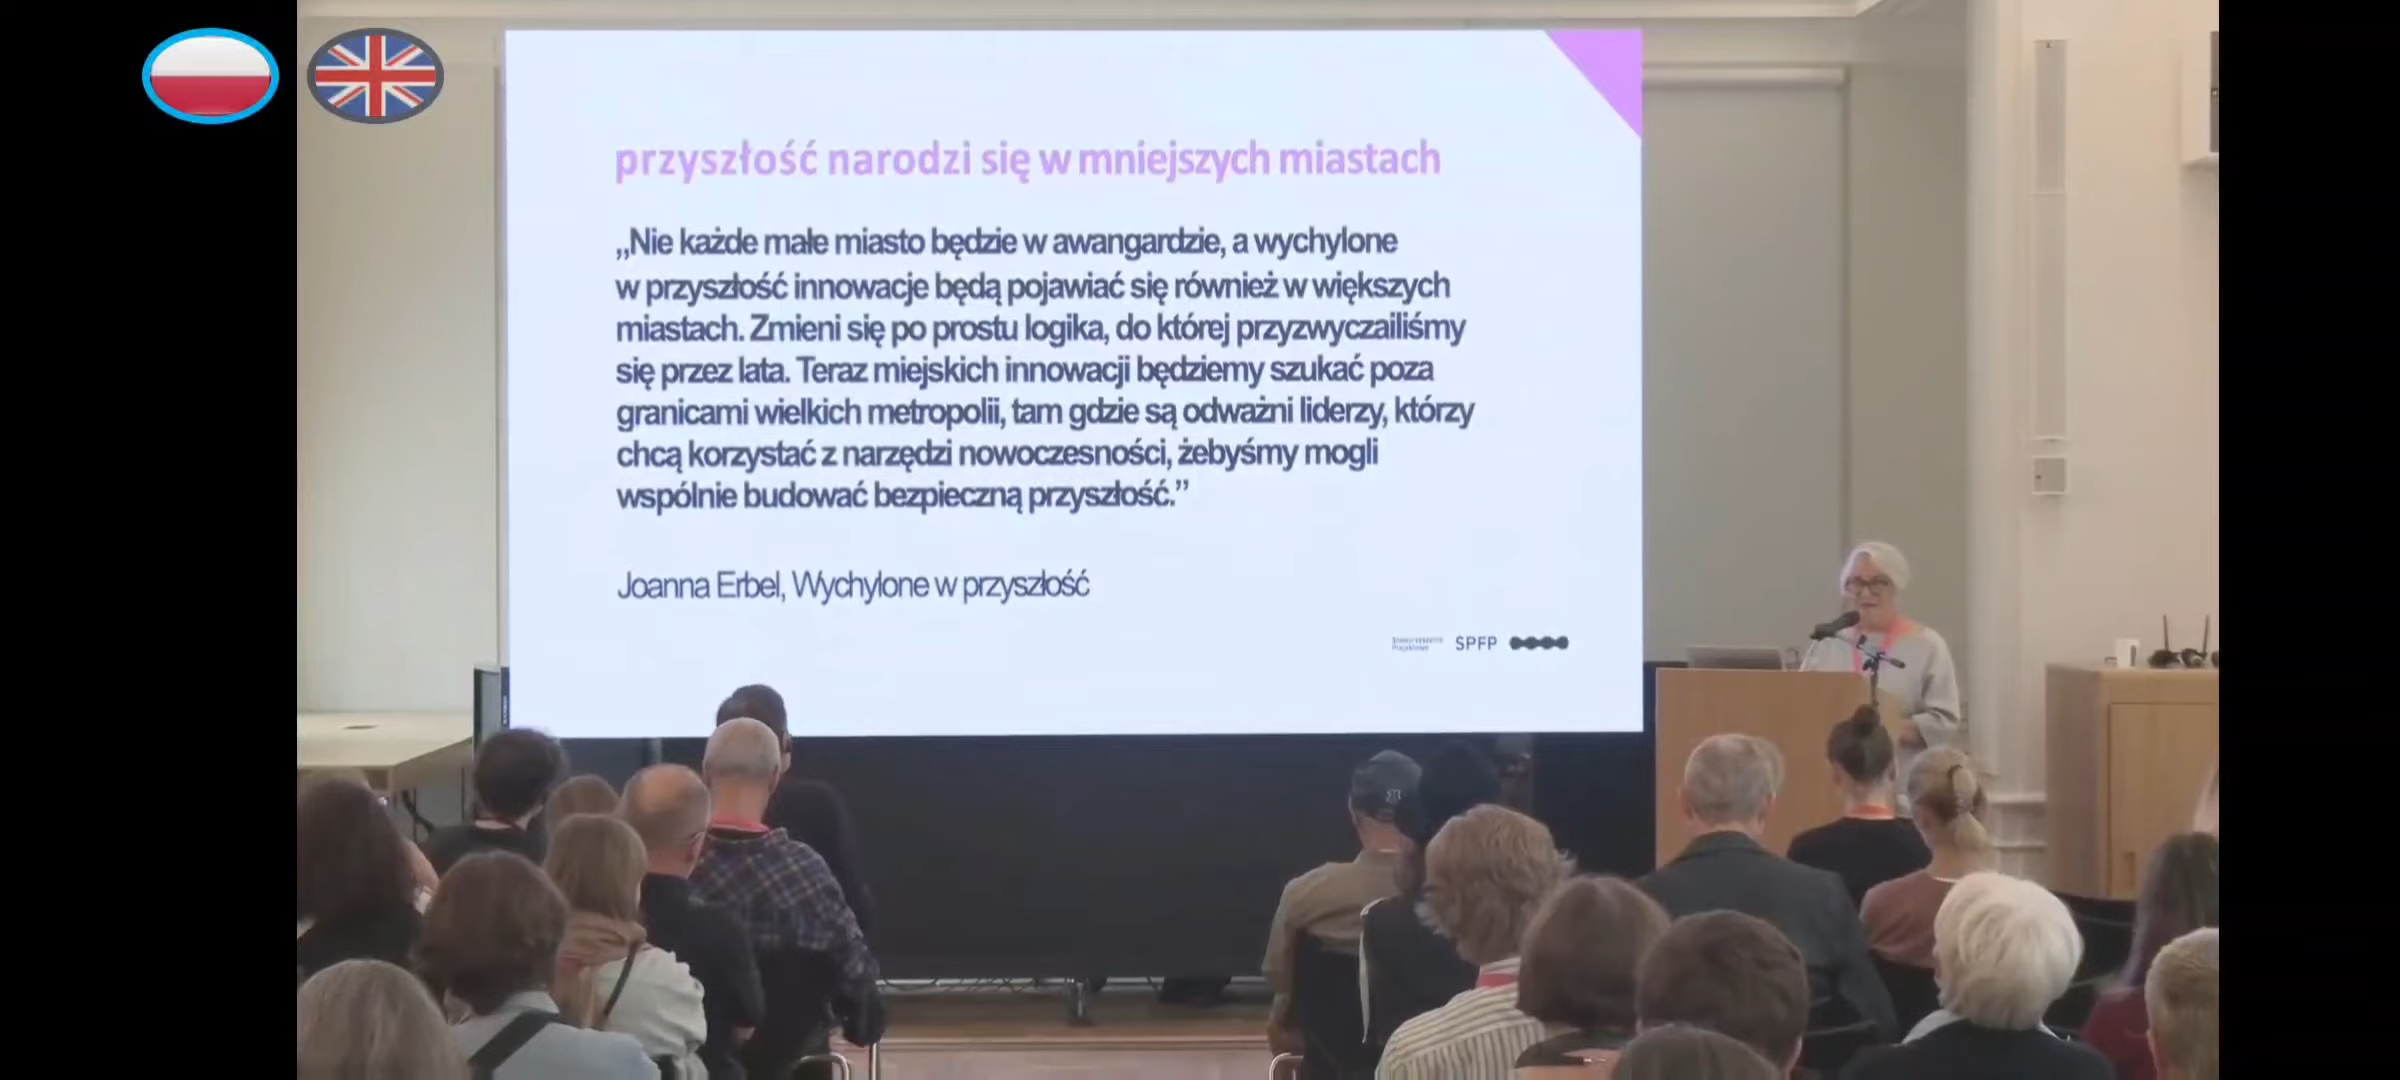 przyszłość narodzi się w mniejszych miastach
„Nie każde małe miasto będzie w awangardzie, a wychylone
w przyszłość innowacje będą pojawiać się również w większych
miastach. Zmieni się po prostu logika, do której przyzwyczailiśmy
się przez lata. Teraz miejskich innowacji będziemy szukać poza
granicami wielkich metropolii, tam gdzie są odważni liderzy, którzy
chcą korzystać z narzędzi nowoczesności, żebyśmy mogli
wspólnie budować bezpieczną przyszłość.”
Joanna Erbel, Wychylone w przyszłość
SPFP